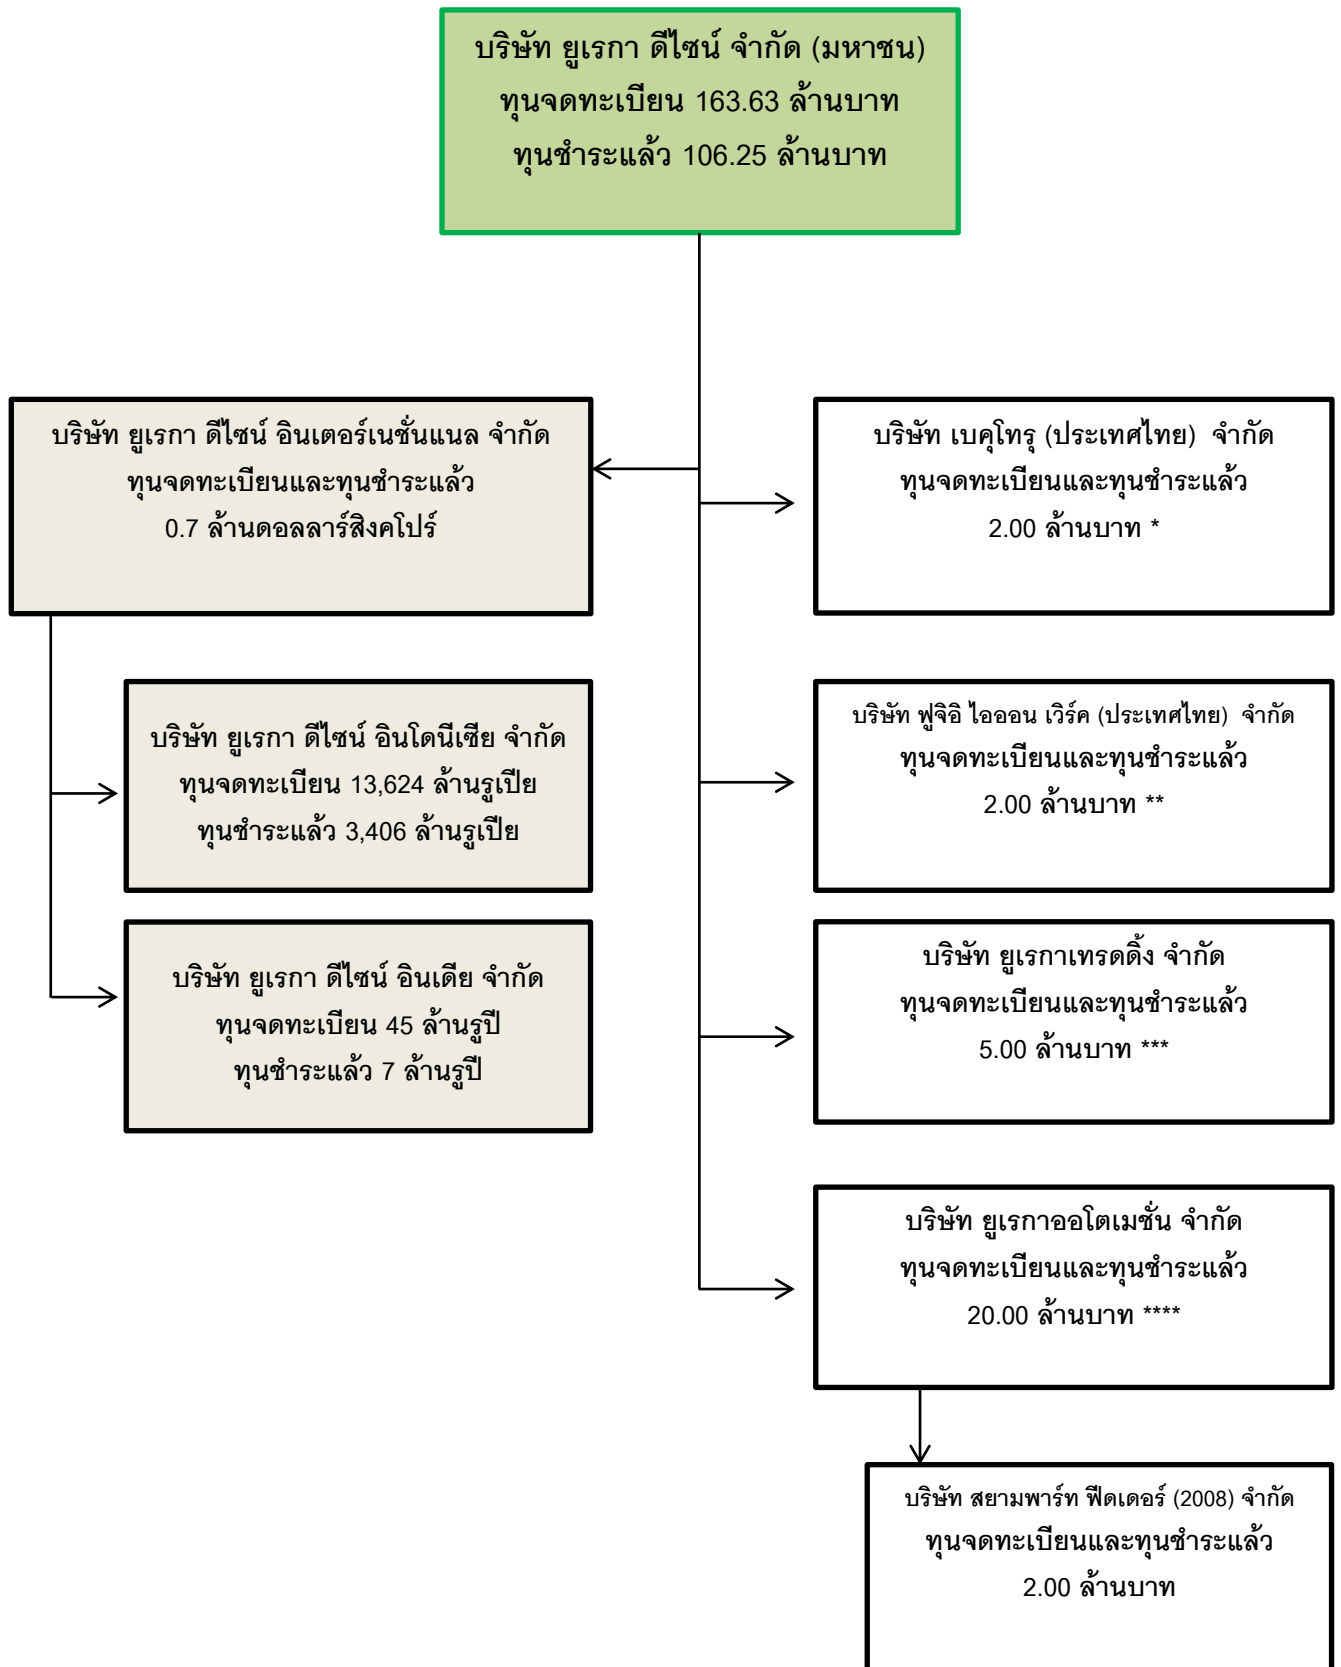 บริษัท ยูเรกา ดีไซน์ จำกัด (มหาชน)
ทุนจดทะเบียน 163.63 ล้านบาท
ทุนชำระแล้ว 106.25 ล้านบาท
บริษัท ยูเรกา ดีไซน์ อินเตอร์เนชั่นแนล จำกัด
ทุนจดทะเบียนและทุนชำระแล้ว
0.7 ล้านดอลลาร์สิงคโปร์
บริษัท ยูเรกา ดีไซน์ อินโดนีเซีย จำกัด
ทุนจดทะเบียน 13,624 ล้านรูเปีย
ทุนชำระแล้ว 3,406 ล้านรูเปีย
บริษัท ยูเรกา ดีไซน์ อินเดีย จำกัด
ทุนจดทะเบียน 45 ล้านรูปี
ทุนชำระแล้ว 7 ล้านรูปี
บริษัท เบคุโทรุ (ประเทศไทย) จำกัด
ทุนจดทะเบียนและทุนชำระแล้ว
2.00 ล้านบาท *
บริษัท ฟูจิอิ ไอออน เวิร์ค (ประเทศไทย) จำกัด
ทุนจดทะเบียนและทุนชำระแล้ว
2.00 ล้านบาท **
บริษัท ยูเรกาเทรดดิ้ง จำกัด
ทุนจดทะเบียนและทุนชำระแล้ว
5.00 ล้านบาท ***
บริษัท ยูเรกาออโตเมชั่น จำกัด
ทุนจดทะเบียนและทุนชำระแล้ว
20.00 ล้านบาท ****
บริษัท สยามพาร์ท ฟีดเดอร์ (2008) จำกัด
ทุนจดทะเบียนและทุนชำระแล้ว
2.00 ล้านบาท